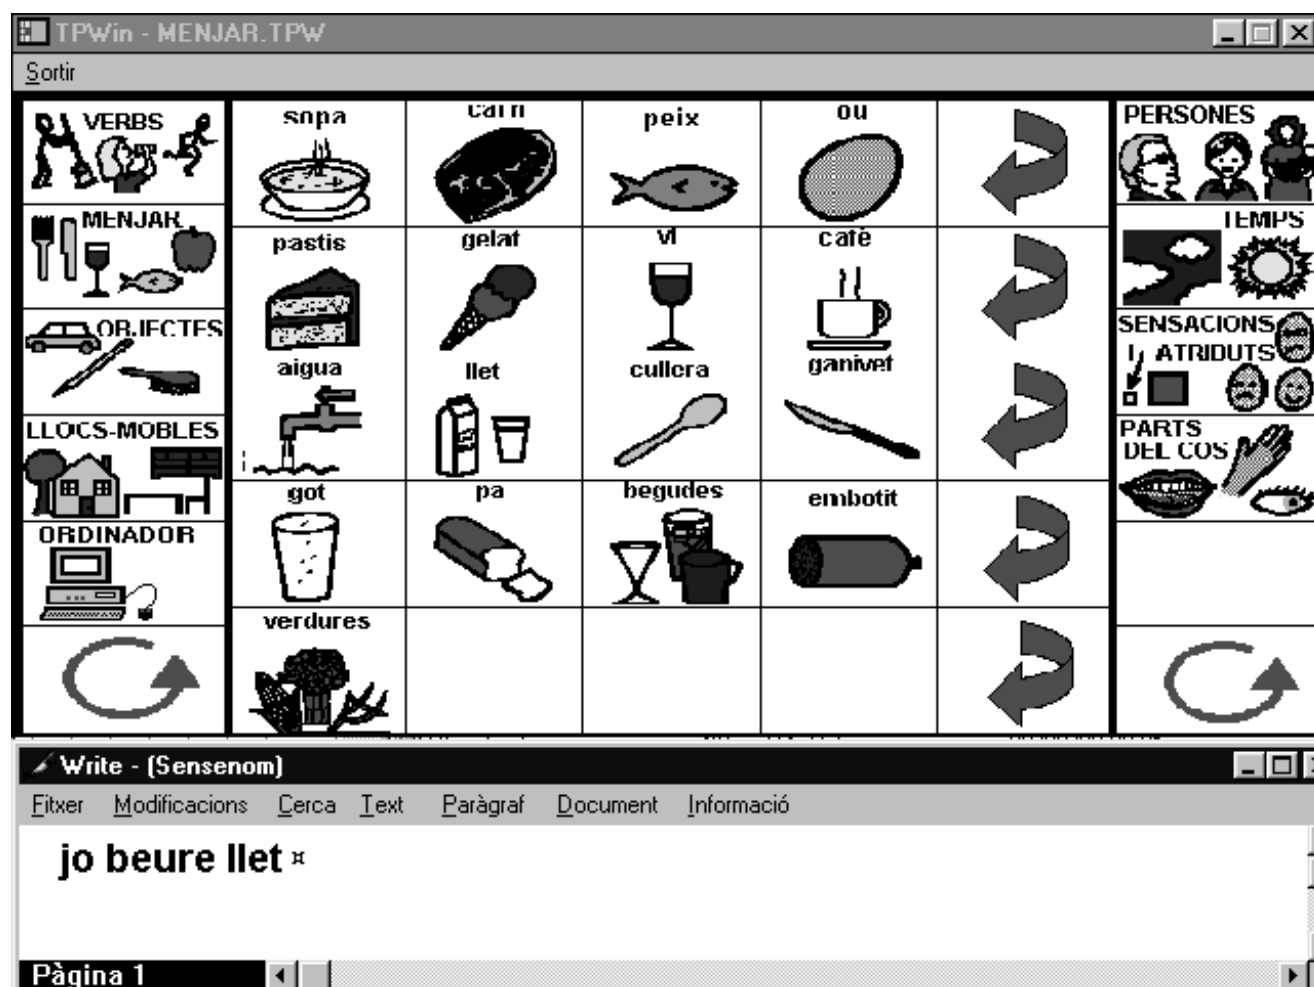 TPWin - MENJAR.TPW
Sortir
VERBS
MENJAR
OBJECTES
LLOCS-MOBLES
ORDINADOR
sopa carn peix ou
pastis gelat vi cafè
aigua llet cullera ganivet
got pa begudes embotit
verdures
PERSONES
TEMPS
SENSACIONS
I ATRIBUTS
PARTS
DEL COS
Write - (Sensenom)
Fitxer Modificacions Cerca Text Paràgraf Document Informació
jo beure llet ¤
Pàgina 1